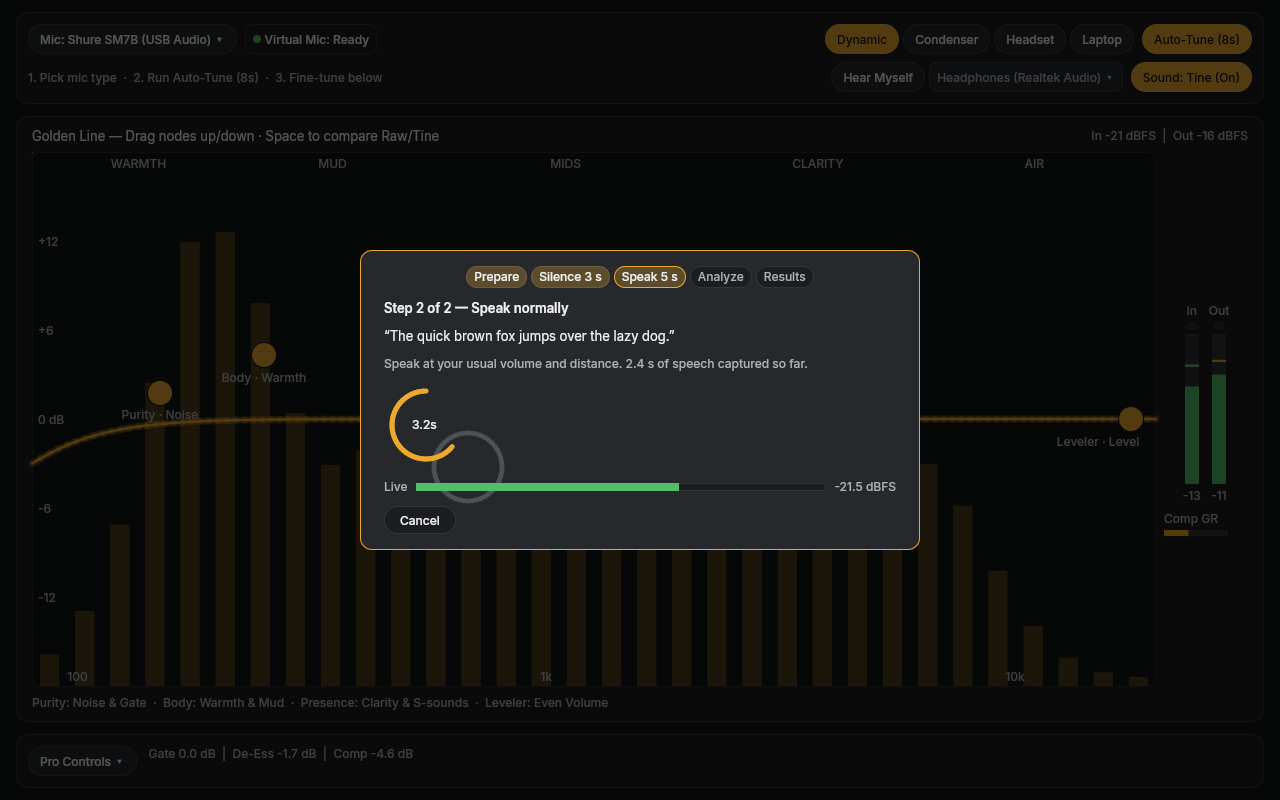 Mic: Shure SM7B (USB Audio) ▾
Virtual Mic: Ready
Dynamic
Condenser
Headset
Laptop
Auto-Tune (8s)
1. Pick mic type · 2. Run Auto-Tune (8s) · 3. Fine-tune below
Hear Myself
Headphones (Realtek Audio) ▾
Sound: Tine (On)
Golden Line — Drag nodes up/down · Space to compare Raw/Tine
In -21 dBFS | Out -16 dBFS
WARMTH
MUD
MIDS
CLARITY
AIR
+12
+6
0 dB
-6
-12
Body · Warmth
Purity · Noise
Leveler · Level
100
1k
10k
Prepare
Silence 3 s
Speak 5 s
Analyze
Results
Step 2 of 2 — Speak normally
“The quick brown fox jumps over the lazy dog.”
Speak at your usual volume and distance. 2.4 s of speech captured so far.
3.2s
Live
-21.5 dBFS
Cancel
In
Out
-13
-11
Comp GR
Purity: Noise & Gate · Body: Warmth & Mud · Presence: Clarity & S-sounds · Leveler: Even Volume
Pro Controls ▾
Gate 0.0 dB | De-Ess -1.7 dB | Comp -4.6 dB